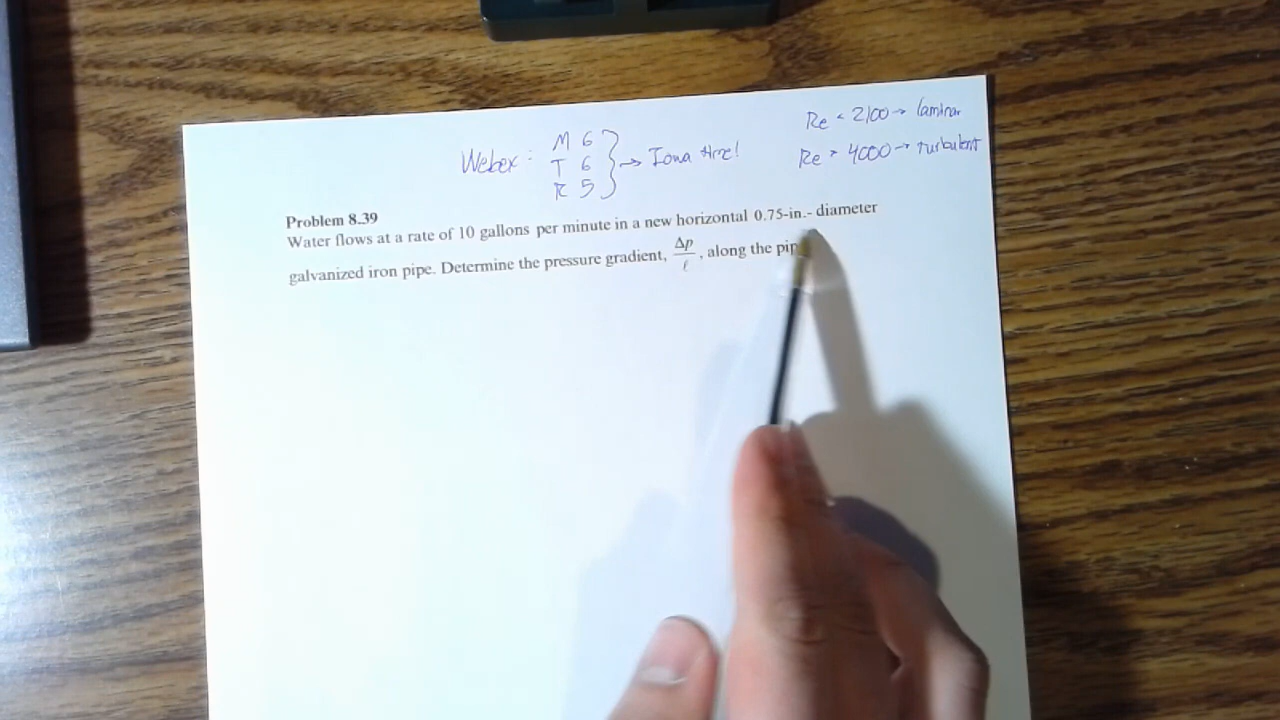 Re < 2100 → laminar
Re > 4000 → turbulent
Webex : M 6
T 6
R 5
→ Iowa time!
Problem 8.39
Water flows at a rate of 10 gallons per minute in a new horizontal 0.75-in.- diameter
galvanized iron pipe. Determine the pressure gradient, Δp/ℓ, along the